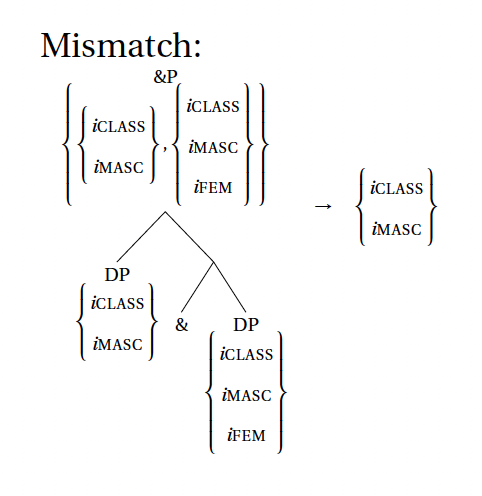 Mismatch:
&P
{ { iCLASS iMASC } , { iCLASS iMASC iFEM } } → { iCLASS iMASC }
DP
{ iCLASS iMASC }
& DP
{ iCLASS iMASC iFEM }